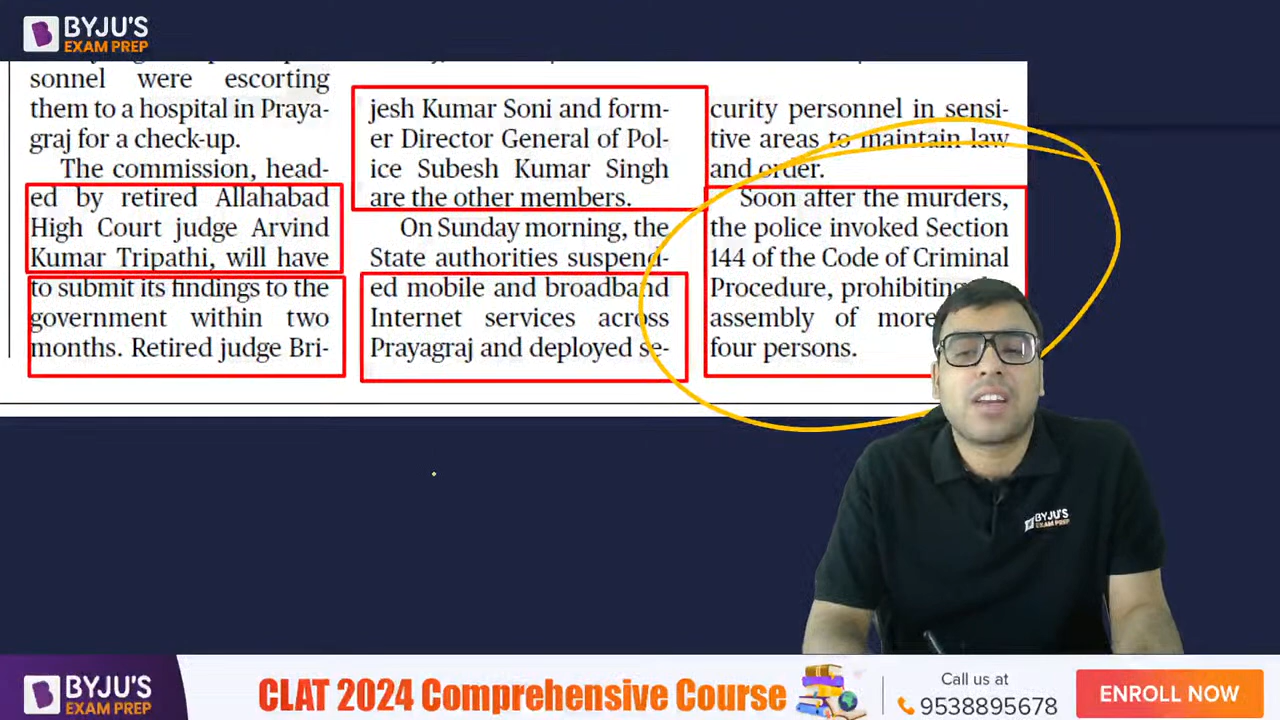 BYJU'S
EXAM PREP
sonnel were escorting
them to a hospital in Praya-
graj for a check-up.
The commission, head-
ed by retired Allahabad
High Court judge Arvind
Kumar Tripathi, will have
to submit its findings to the
government within two
months. Retired judge Bri-
jesh Kumar Soni and form-
er Director General of Pol-
ice Subesh Kumar Singh
are the other members.
On Sunday morning, the
State authorities suspend-
ed mobile and broadband
Internet services across
Prayagraj and deployed se-
curity personnel in sensi-
tive areas to maintain law
and order.
Soon after the murders,
the police invoked Section
144 of the Code of Criminal
Procedure, prohibiting
assembly of more
four persons.
BYJU'S
EXAM PREP
BYJU'S
EXAM PREP
CLAT 2024 Comprehensive Course
Call us at
9538895678
ENROLL NOW